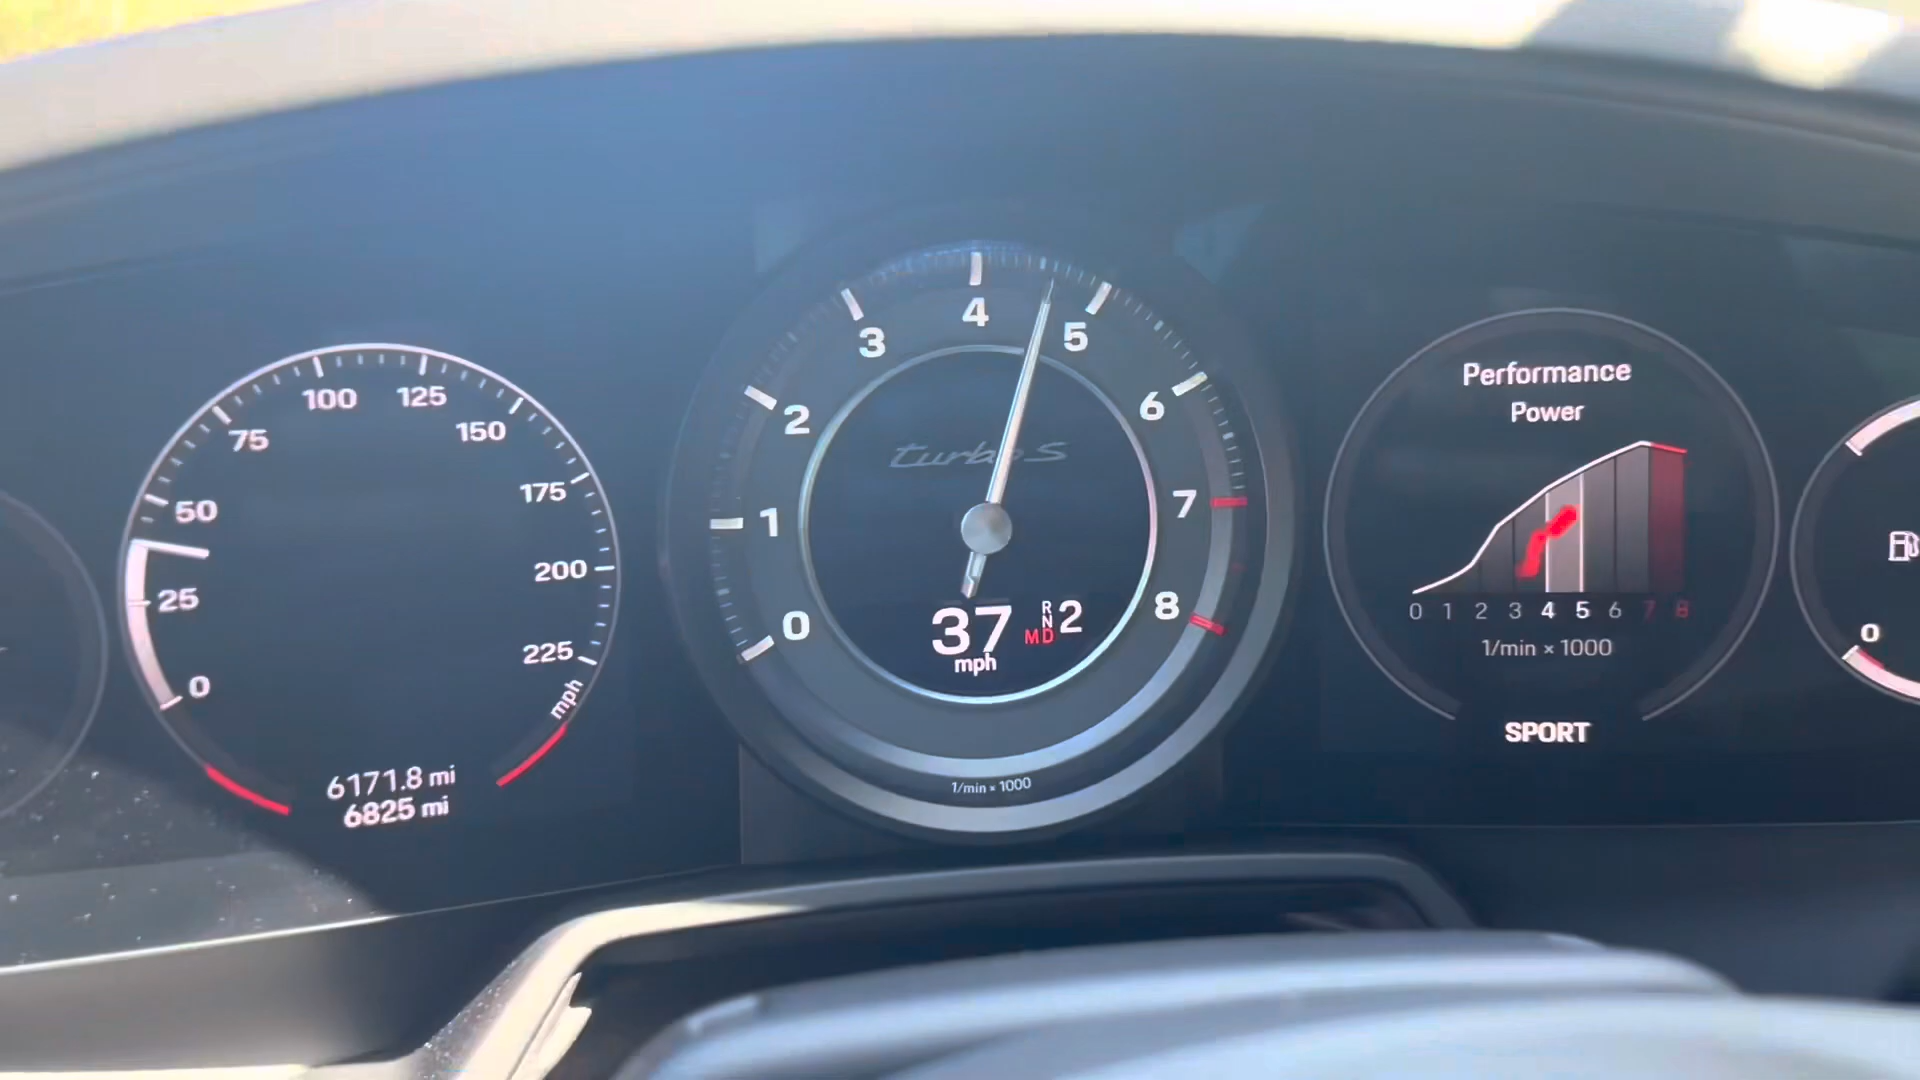 0
25
50
75
100
125
150
175
200
225
mph
6171.8 mi
6825 mi
0
1
2
3
4
5
6
7
8
turbo S
37
mph
R
N
MD
2
1/min × 1000
Performance
Power
0 1 2 3 4 5 6 7 8
1/min × 1000
SPORT
0